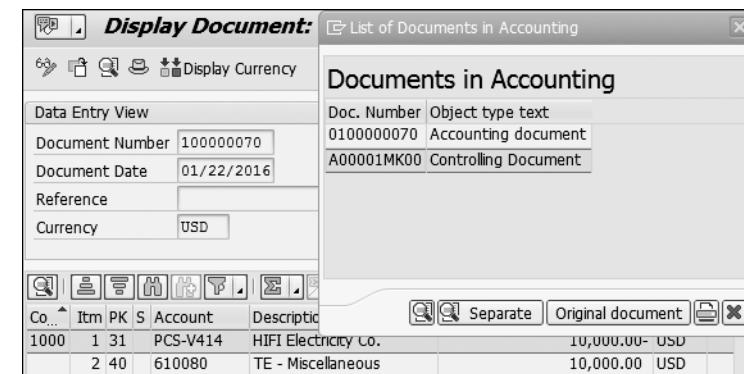 Display Document:
List of Documents in Accounting
Display Currency
Documents in Accounting
Data Entry View
Doc. Number Object type text
Document Number 100000070
0100000070 Accounting document
Document Date 01/22/2016
A00001MK00 Controlling Document
Reference
Currency USD
Separate Original document
Co... Itm PK S Account
1000 1 31 PCS-V414 HIFI Electricity Co. 10,000.00- USD
2 40 610080 TE - Miscellaneous 10,000.00 USD